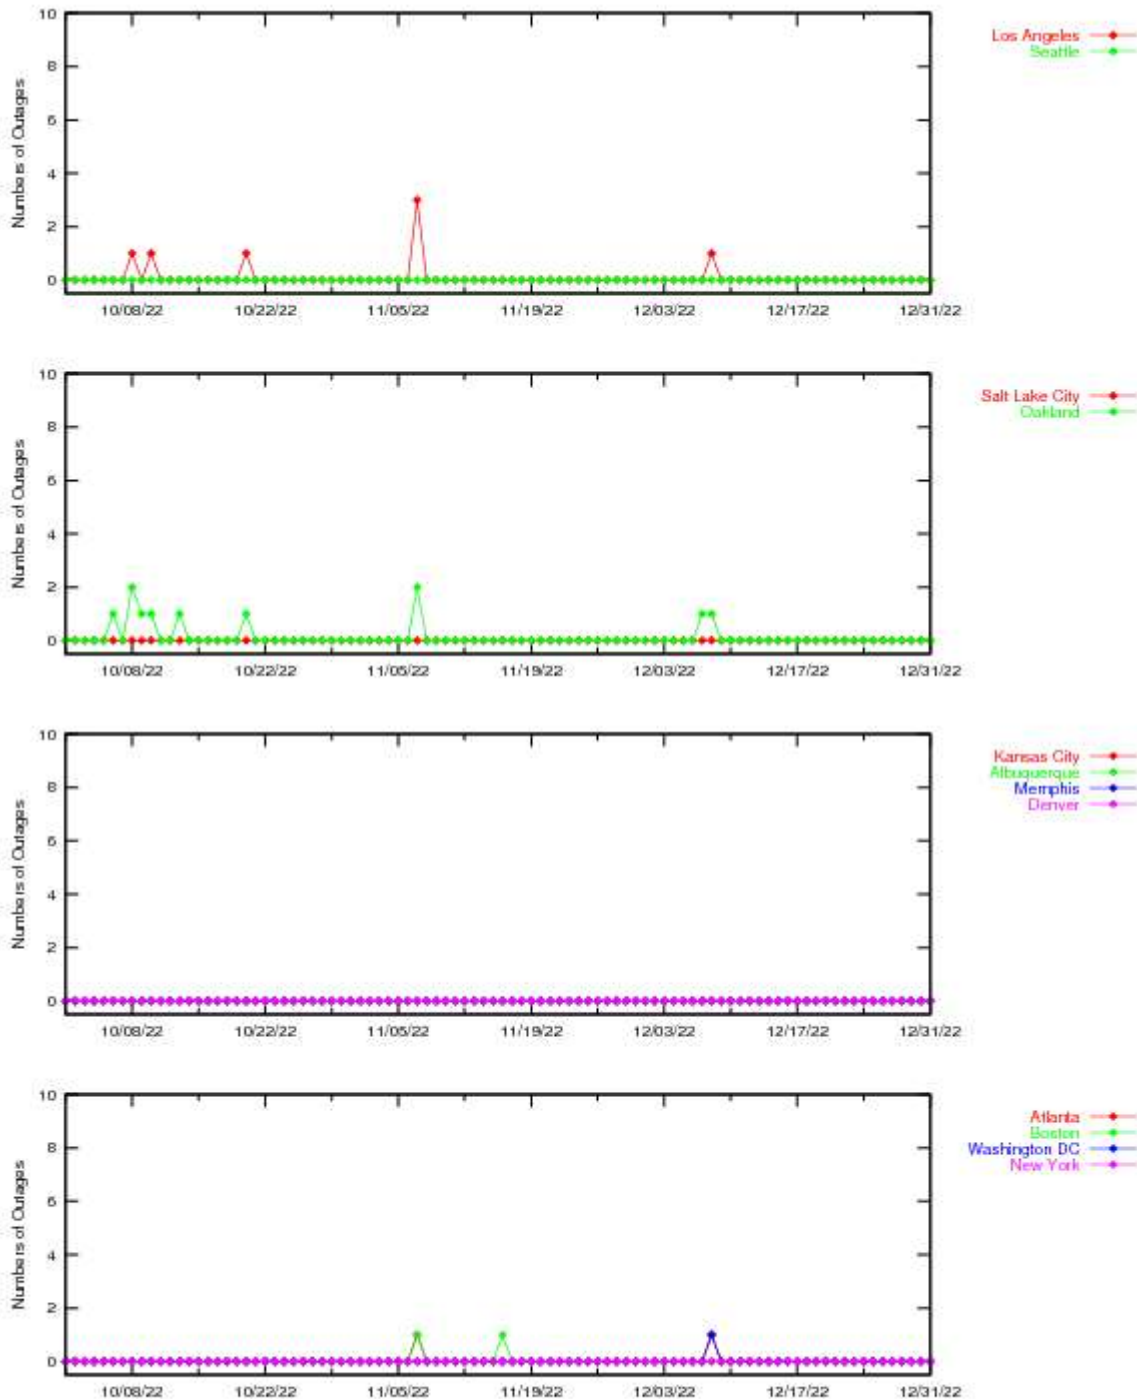 10
8
6
4
2
0
Numbers of Outages
10/08/22 10/22/22 11/05/22 11/19/22 12/03/22 12/17/22 12/31/22
Los Angeles
Seattle
10
8
6
4
2
0
Numbers of Outages
10/08/22 10/22/22 11/05/22 11/19/22 12/03/22 12/17/22 12/31/22
Salt Lake City
Oakland
10
8
6
4
2
0
Numbers of Outages
10/08/22 10/22/22 11/05/22 11/19/22 12/03/22 12/17/22 12/31/22
Kansas City
Albuquerque
Memphis
Denver
10
8
6
4
2
0
Numbers of Outages
10/08/22 10/22/22 11/05/22 11/19/22 12/03/22 12/17/22 12/31/22
Atlanta
Boston
Washington DC
New York